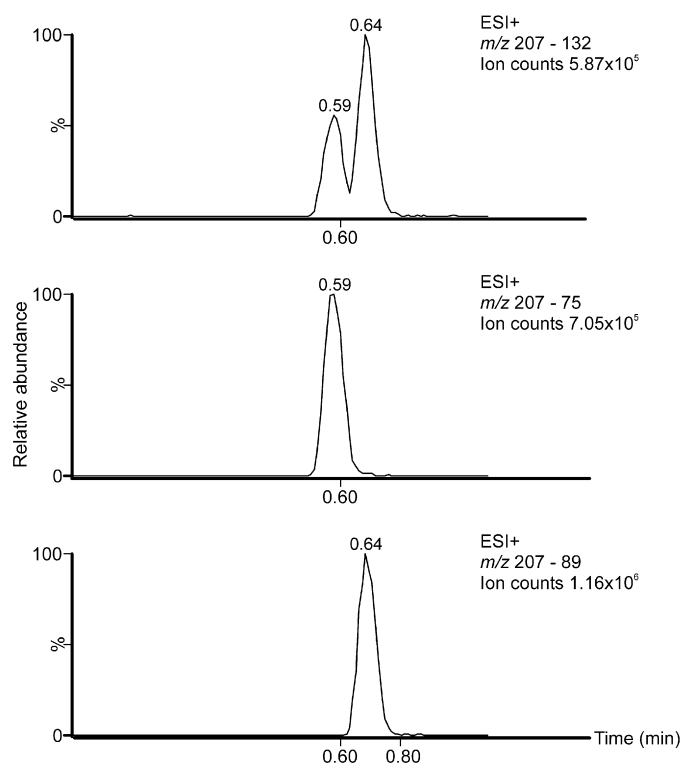 0.64
ESI+
m/z 207 - 132
Ion counts 5.87x10⁵
100
0.59
%
0
0.60
0.59
ESI+
m/z 207 - 75
Ion counts 7.05x10⁵
100
Relative abundance
%
0
0.60
0.64
ESI+
m/z 207 - 89
Ion counts 1.16x10⁶
100
%
0
Time (min)
0.60 0.80